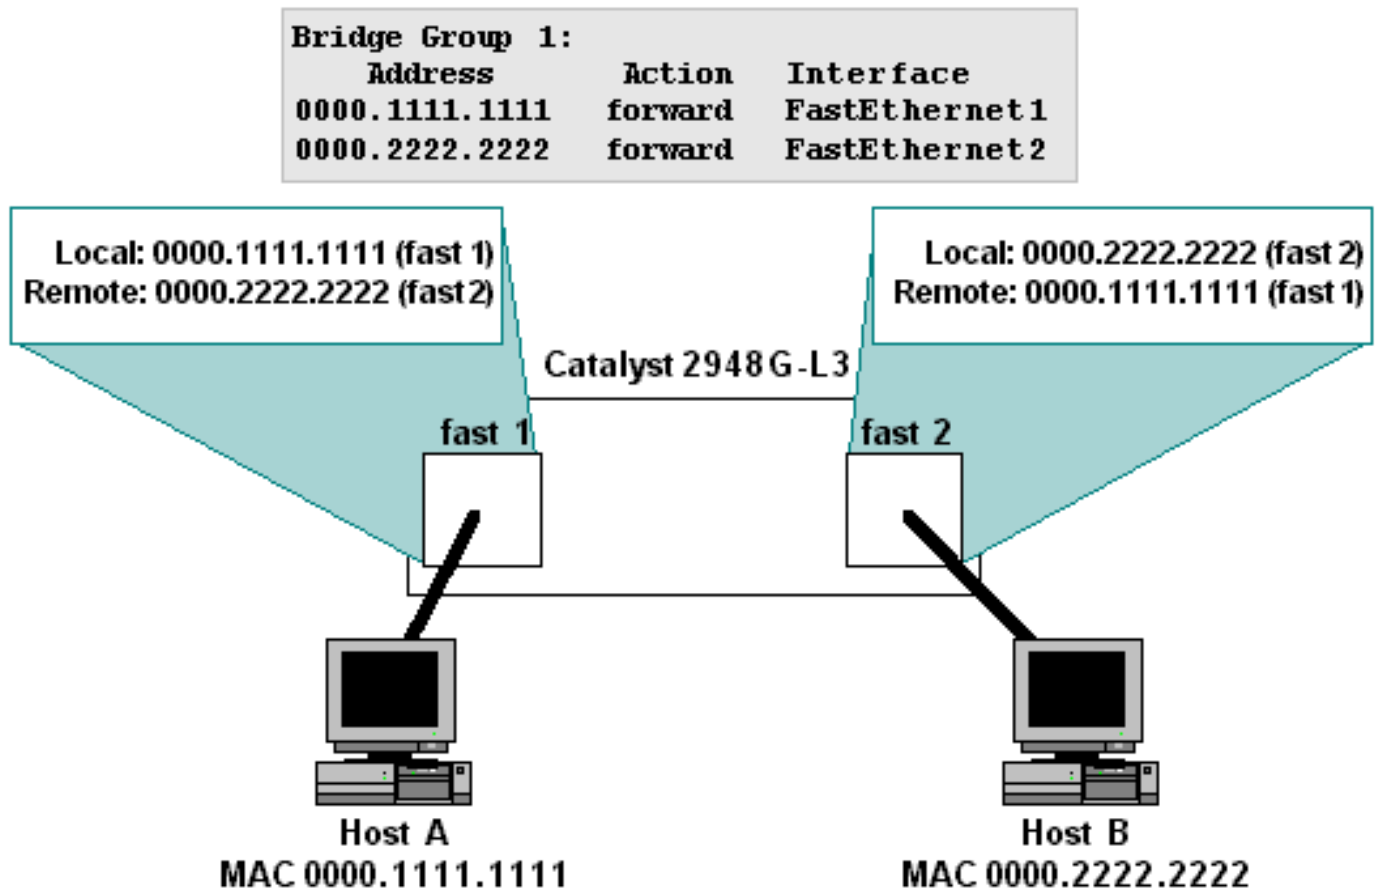 Bridge Group 1:
Address Action Interface
0000.1111.1111 forward FastEthernet1
0000.2222.2222 forward FastEthernet2
Local: 0000.1111.1111 (fast 1)
Remote: 0000.2222.2222 (fast 2)
Local: 0000.2222.2222 (fast 2)
Remote: 0000.1111.1111 (fast 1)
Catalyst 2948G-L3
fast 1
fast 2
Host A
MAC 0000.1111.1111
Host B
MAC 0000.2222.2222